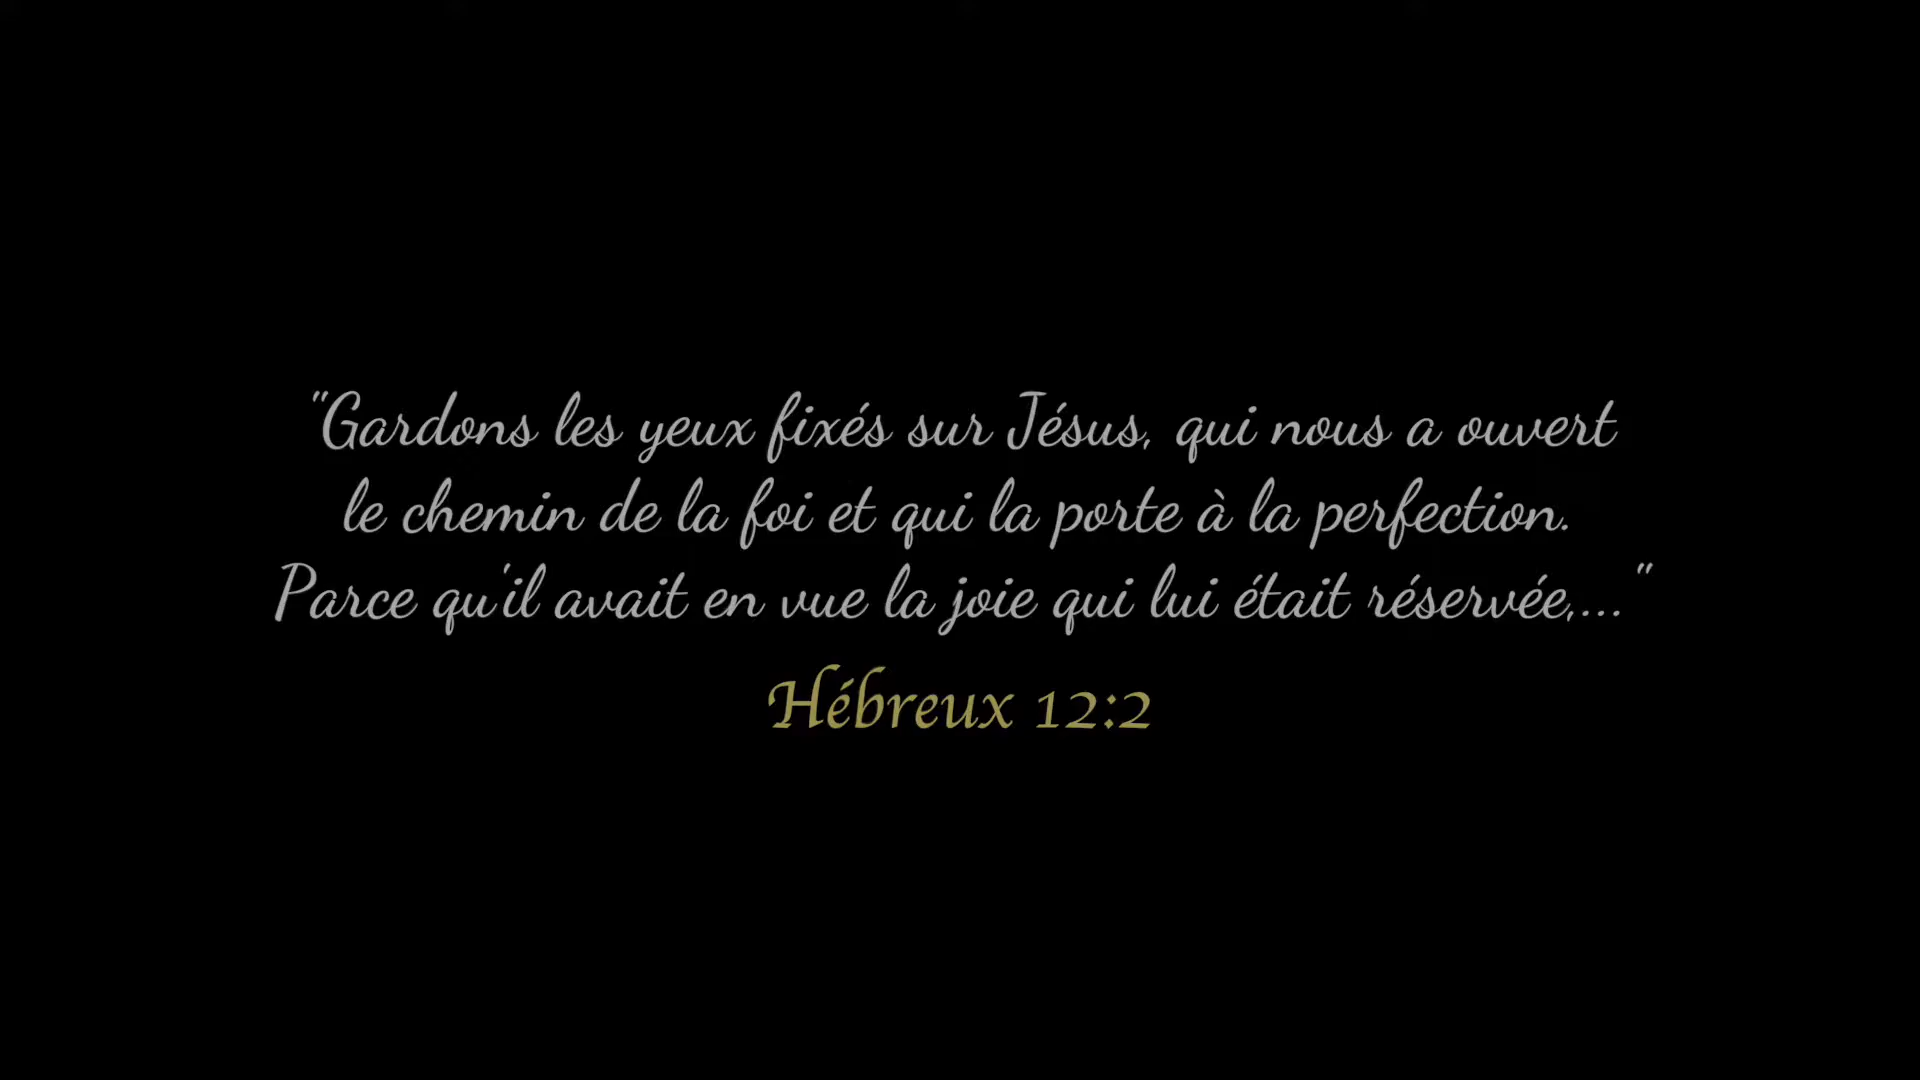 "Gardons les yeux fixés sur Jésus, qui nous a ouvert
le chemin de la foi et qui la porte à la perfection.
Parce qu'il avait en vue la joie qui lui était réservée,..."
Hébreux 12:2